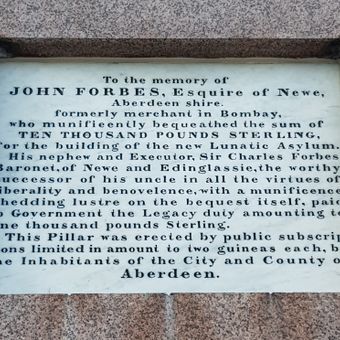 To the memory of
JOHN FORBES, Esquire of Newe,
Aberdeen shire.
formerly merchant in Bombay,
who munificently bequeathed the sum of
TEN THOUSAND POUNDS STERLING,
for the building of the new Lunatic Asylum.
His nephew and Executor, Sir Charles Forbes
Baronet, of Newe and Edinglassie, the worthy
successor of his uncle in all the virtues of
liberality and benovelence, with a munificence
shedding lustre on the bequest itself, paid
to Government the Legacy duty amounting to
one thousand pounds Sterling.
This Pillar was erected by public subscrip
ions limited in amount to two guineas each, b
he Inhabitants of the City and County o
Aberdeen.